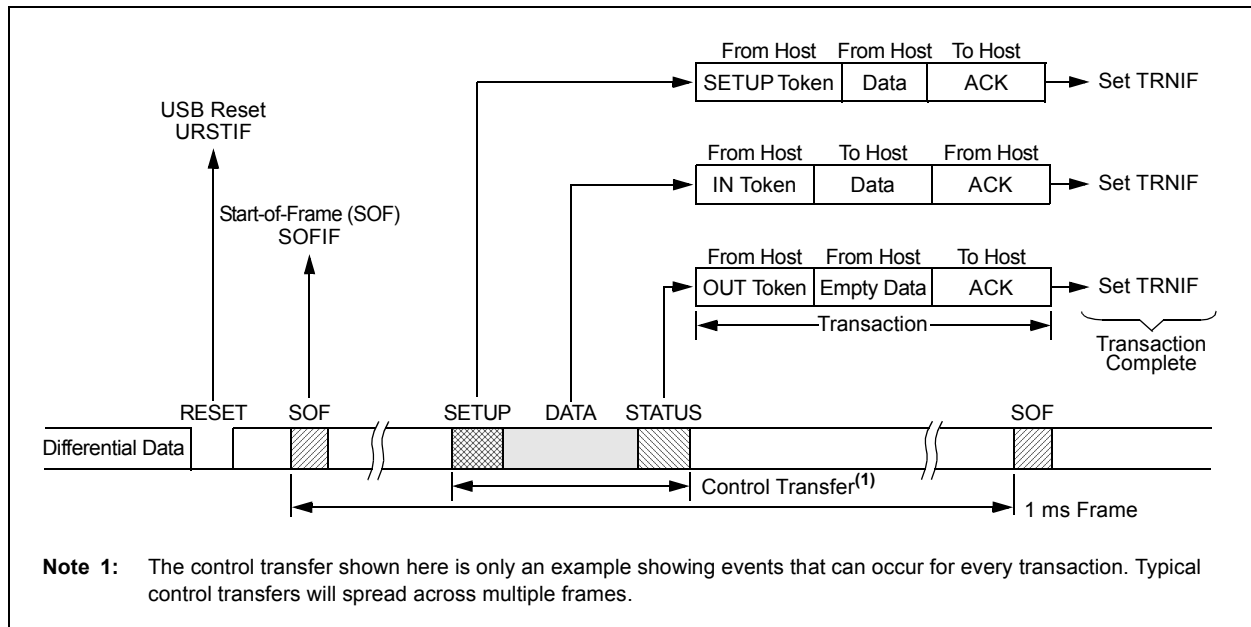 From Host From Host To Host
SETUP Token Data ACK Set TRNIF
USB Reset
URSTIF
From Host To Host From Host
IN Token Data ACK Set TRNIF
Start-of-Frame (SOF)
SOFIF
From Host From Host To Host
OUT Token Empty Data ACK Set TRNIF
Transaction
Transaction
Complete
RESET SOF SETUP DATA STATUS SOF
Differential Data
Control Transfer(1)
1 ms Frame
Note 1: The control transfer shown here is only an example showing events that can occur for every transaction. Typical
control transfers will spread across multiple frames.